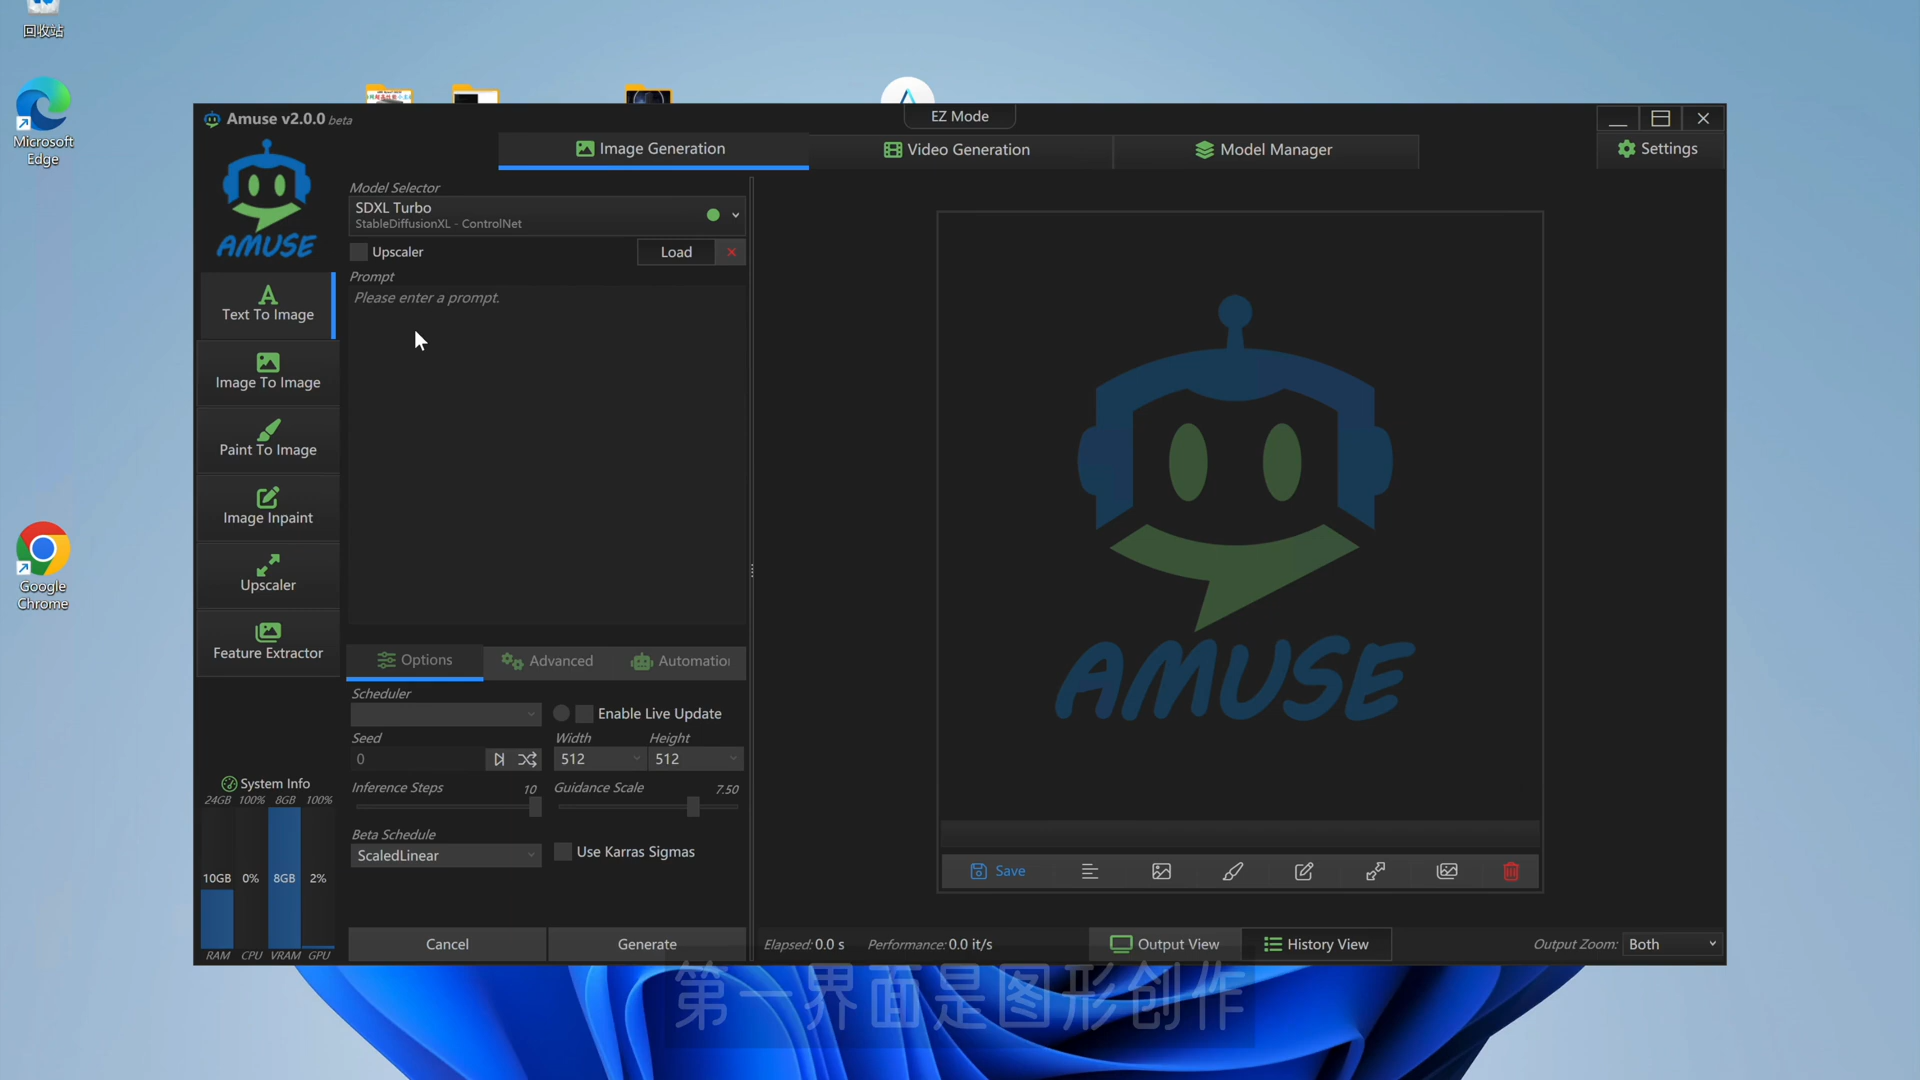 回收站
Microsoft
Edge
Google
Chrome
Amuse v2.0.0 beta
EZ Mode
Image Generation
Video Generation
Model Manager
Settings
AMUSE
Text To Image
Image To Image
Paint To Image
Image Inpaint
Upscaler
Feature Extractor
Model Selector
SDXL Turbo
StableDiffusionXL - ControlNet
Upscaler
Load
Prompt
Please enter a prompt.
Options
Advanced
Automation
Scheduler
Enable Live Update
Seed
Width
Height
0
512
512
Inference Steps
10
Guidance Scale
7.50
Beta Schedule
ScaledLinear
Use Karras Sigmas
Cancel
Generate
System Info
24GB 100% 8GB 100%
10GB 0% 8GB 2%
RAM CPU VRAM GPU
AMUSE
Save
Elapsed: 0.0 s
Performance: 0.0 it/s
Output View
History View
Output Zoom: Both
第一界面是图形创作